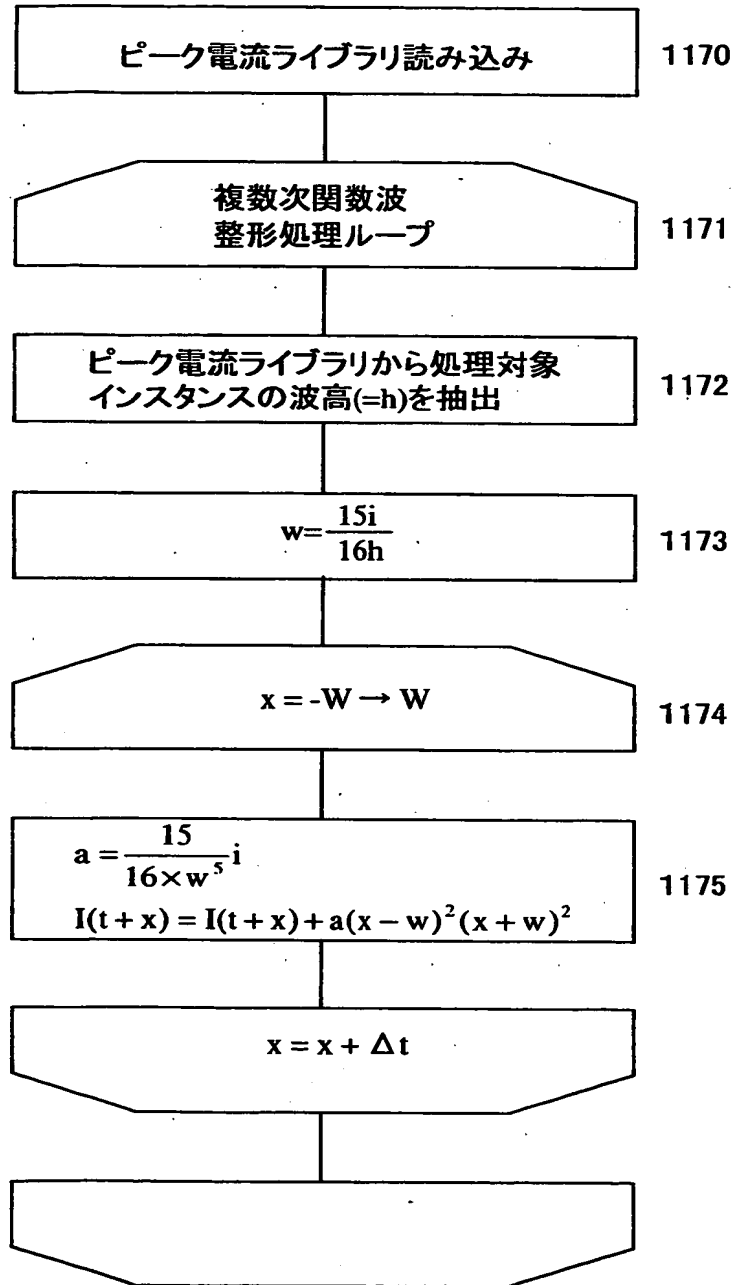 ピーク電流ライブラリ読み込み 1170
複数次関数波
整形処理ループ 1171
ピーク電流ライブラリから処理対象
インスタンスの波高(=h)を抽出 1172
w=15i/16h 1173
x = -W → W 1174
a = 15/(16×w^5) i
I(t + x) = I(t + x) + a(x − w)^2 (x + w)^2 1175
x = x + Δt